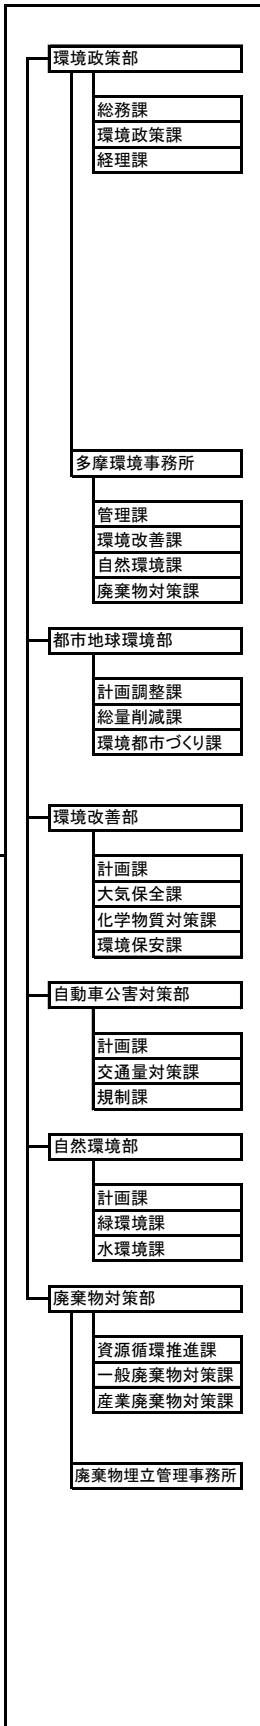 環境政策部
総務課
環境政策課
経理課
多摩環境事務所
管理課
環境改善課
自然環境課
廃棄物対策課
都市地球環境部
計画調整課
総量削減課
環境都市づくり課
環境改善部
計画課
大気保全課
化学物質対策課
環境保安課
自動車公害対策部
計画課
交通量対策課
規制課
自然環境部
計画課
緑環境課
水環境課
廃棄物対策部
資源循環推進課
一般廃棄物対策課
産業廃棄物対策課
廃棄物埋立管理事務所